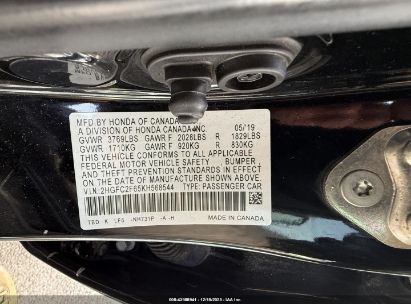 MFD. BY HONDA OF CANADA
A DIVISION OF HONDA CANADA INC. 05/19
GVWR 3769LBS GAWR F 2026LBS R 1829LBS
GVWR 1710KG GAWR F 920KG R 830KG
THIS VEHICLE CONFORMS TO ALL APPLICABLE
FEDERAL MOTOR VEHICLE SAFETY BUMPER ,
AND THEFT PREVENTION STANDARDS IN EFFECT
ON THE DATE OF MANUFACTURE SHOWN ABOVE.
V.I.N: 2HGFC2F65KH568544 TYPE: PASSENGER CAR
MADE IN CANADA